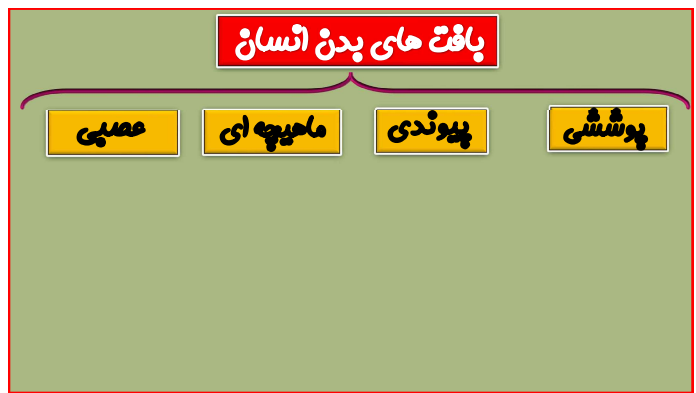 بافت های بدن انسان
پوششی
پیوندی
ماهیچه ای
عصبی